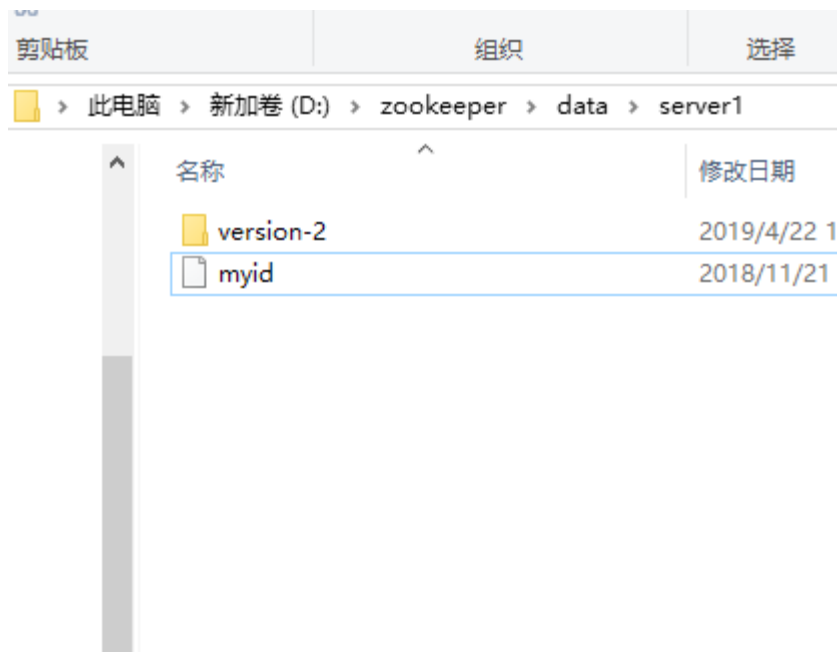 剪贴板 组织 选择
此电脑 > 新加卷 (D:) > zookeeper > data > server1
名称 修改日期
version-2 2019/4/22 1
myid 2018/11/21